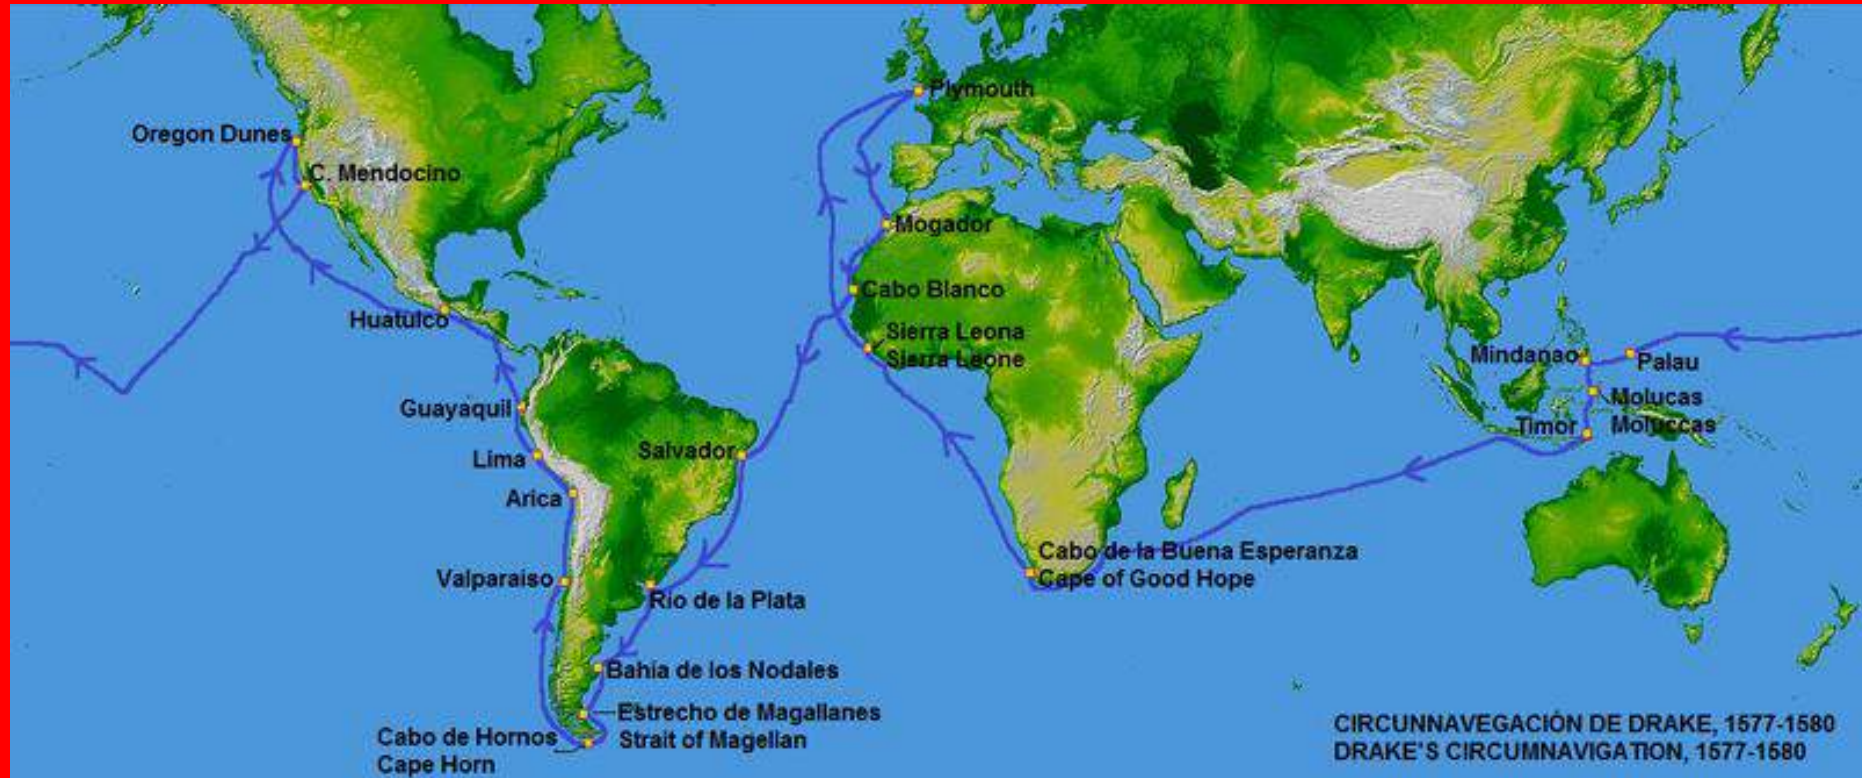 Plymouth
Oregon Dunes
C. Mendocino
Mogador
Cabo Blanco
Huatulco
Sierra Leona
Sierra Leone
Mindanao
Palau
Guayaquil
Molucas
Moluccas
Timor
Salvador
Lima
Arica
Cabo de la Buena Esperanza
Cape of Good Hope
Valparaiso
Río de la Plata
Bahía de los Nodales
Estrecho de Magallanes
Strait of Magellan
Cabo de Hornos
Cape Horn
CIRCUNNAVEGACIÓN DE DRAKE, 1577-1580
DRAKE'S CIRCUMNAVIGATION, 1577-1580